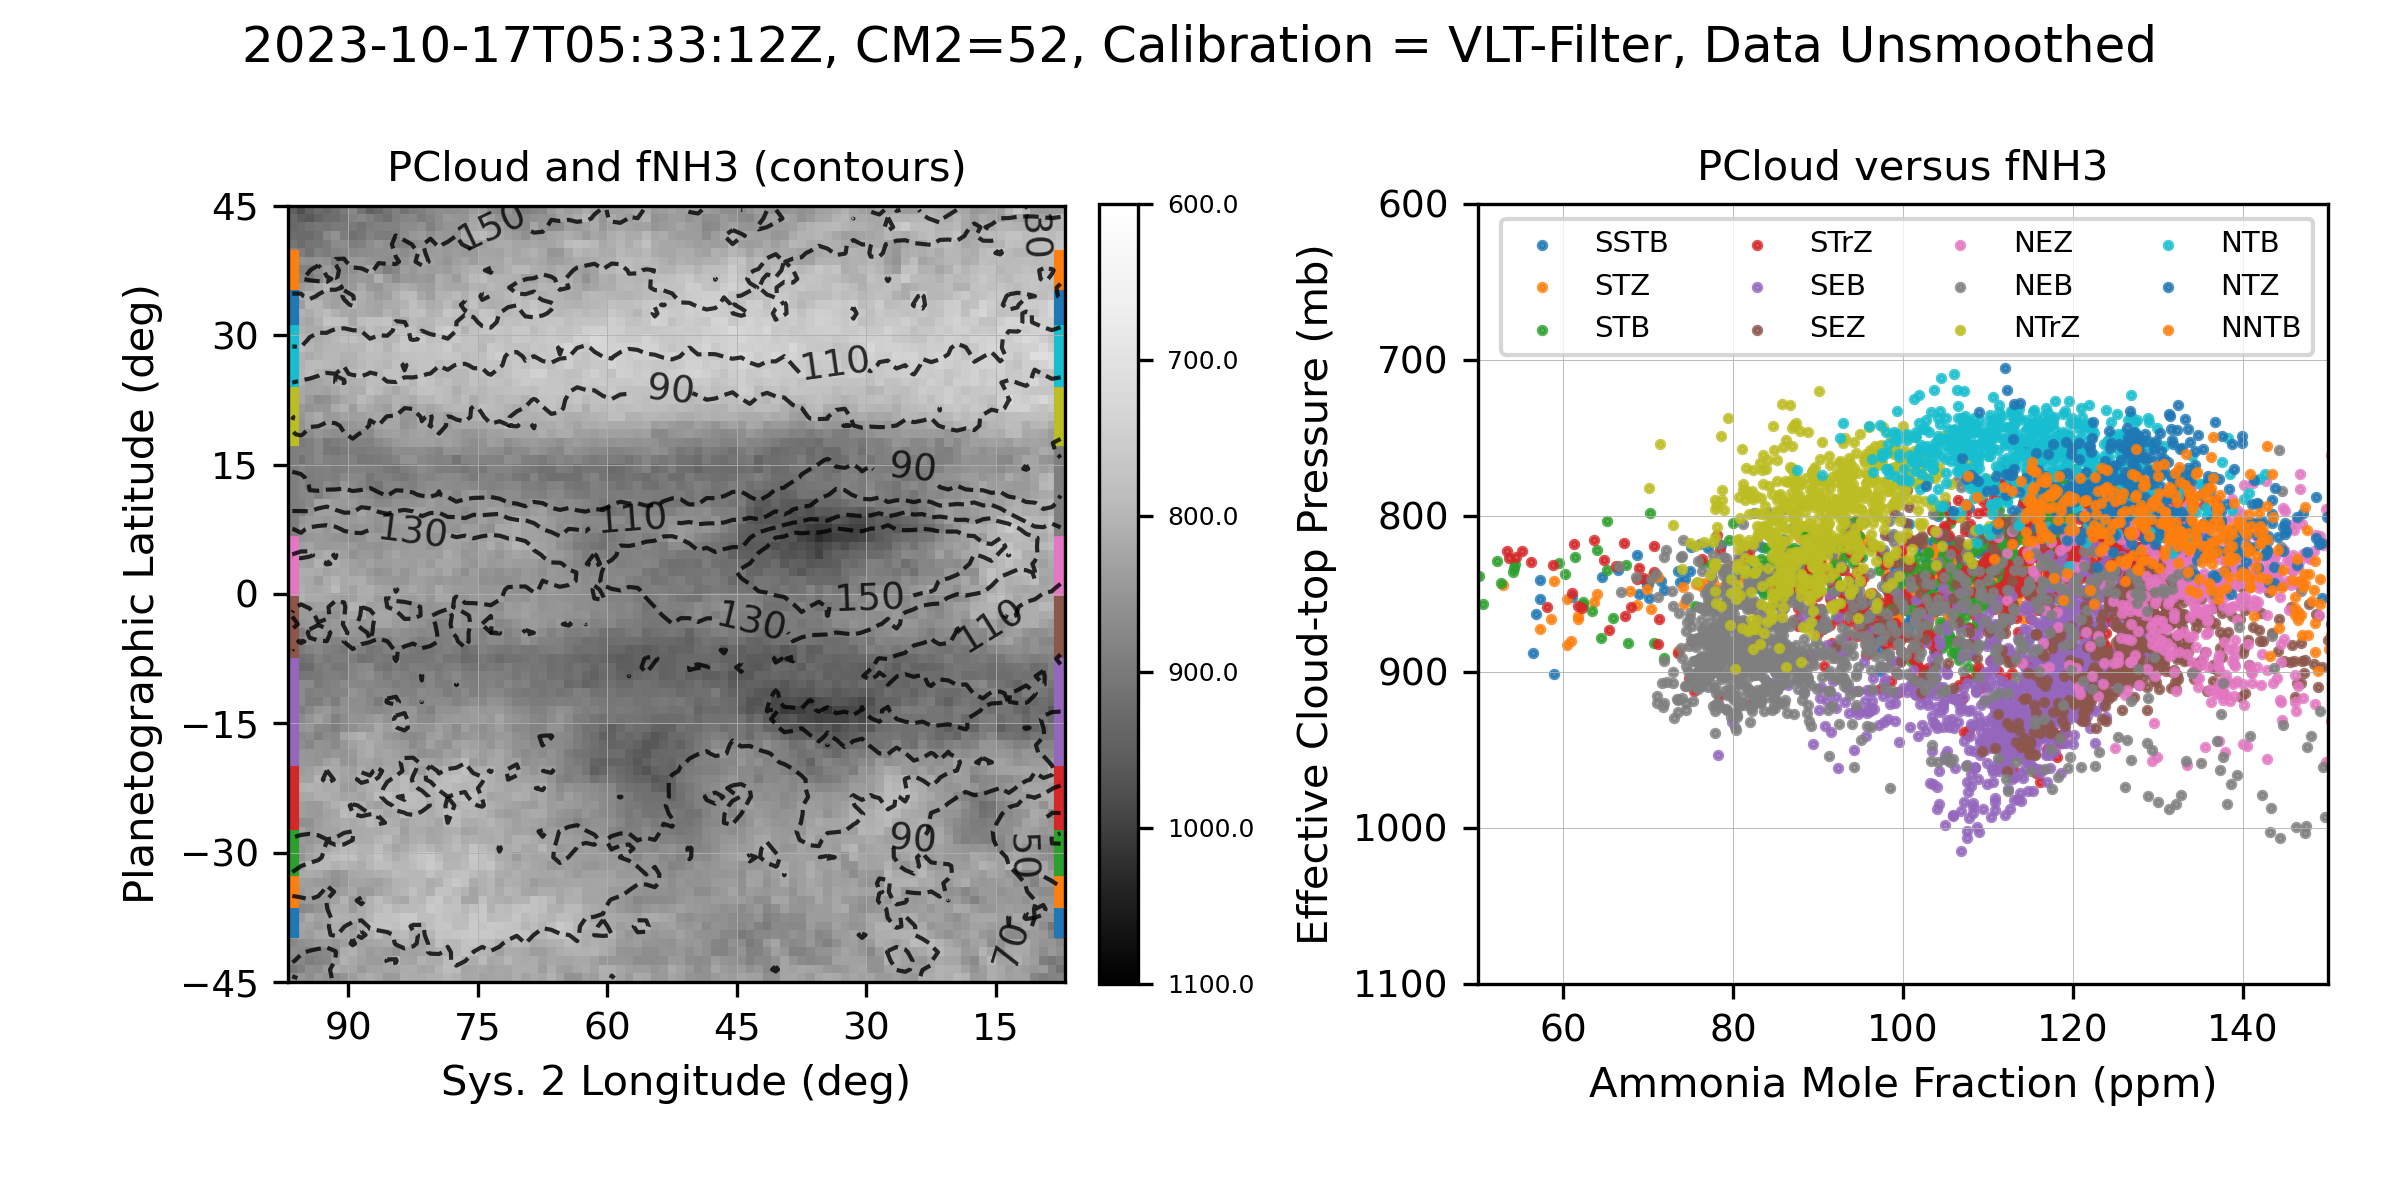 2023-10-17T05:33:12Z, CM2=52, Calibration = VLT-Filter, Data Unsmoothed
PCloud and fNH3 (contours)
Planetographic Latitude (deg)
45
30
15
0
−15
−30
−45
150
30
110
90
90
110
130
150
130
110
90
50
70
90
75
60
45
30
15
Sys. 2 Longitude (deg)
600.0
700.0
800.0
900.0
1000.0
1100.0
PCloud versus fNH3
Effective Cloud-top Pressure (mb)
600
700
800
900
1000
1100
SSTB
STZ
STB
STrZ
SEB
SEZ
NEZ
NEB
NTrZ
NTB
NTZ
NNTB
60
80
100
120
140
Ammonia Mole Fraction (ppm)